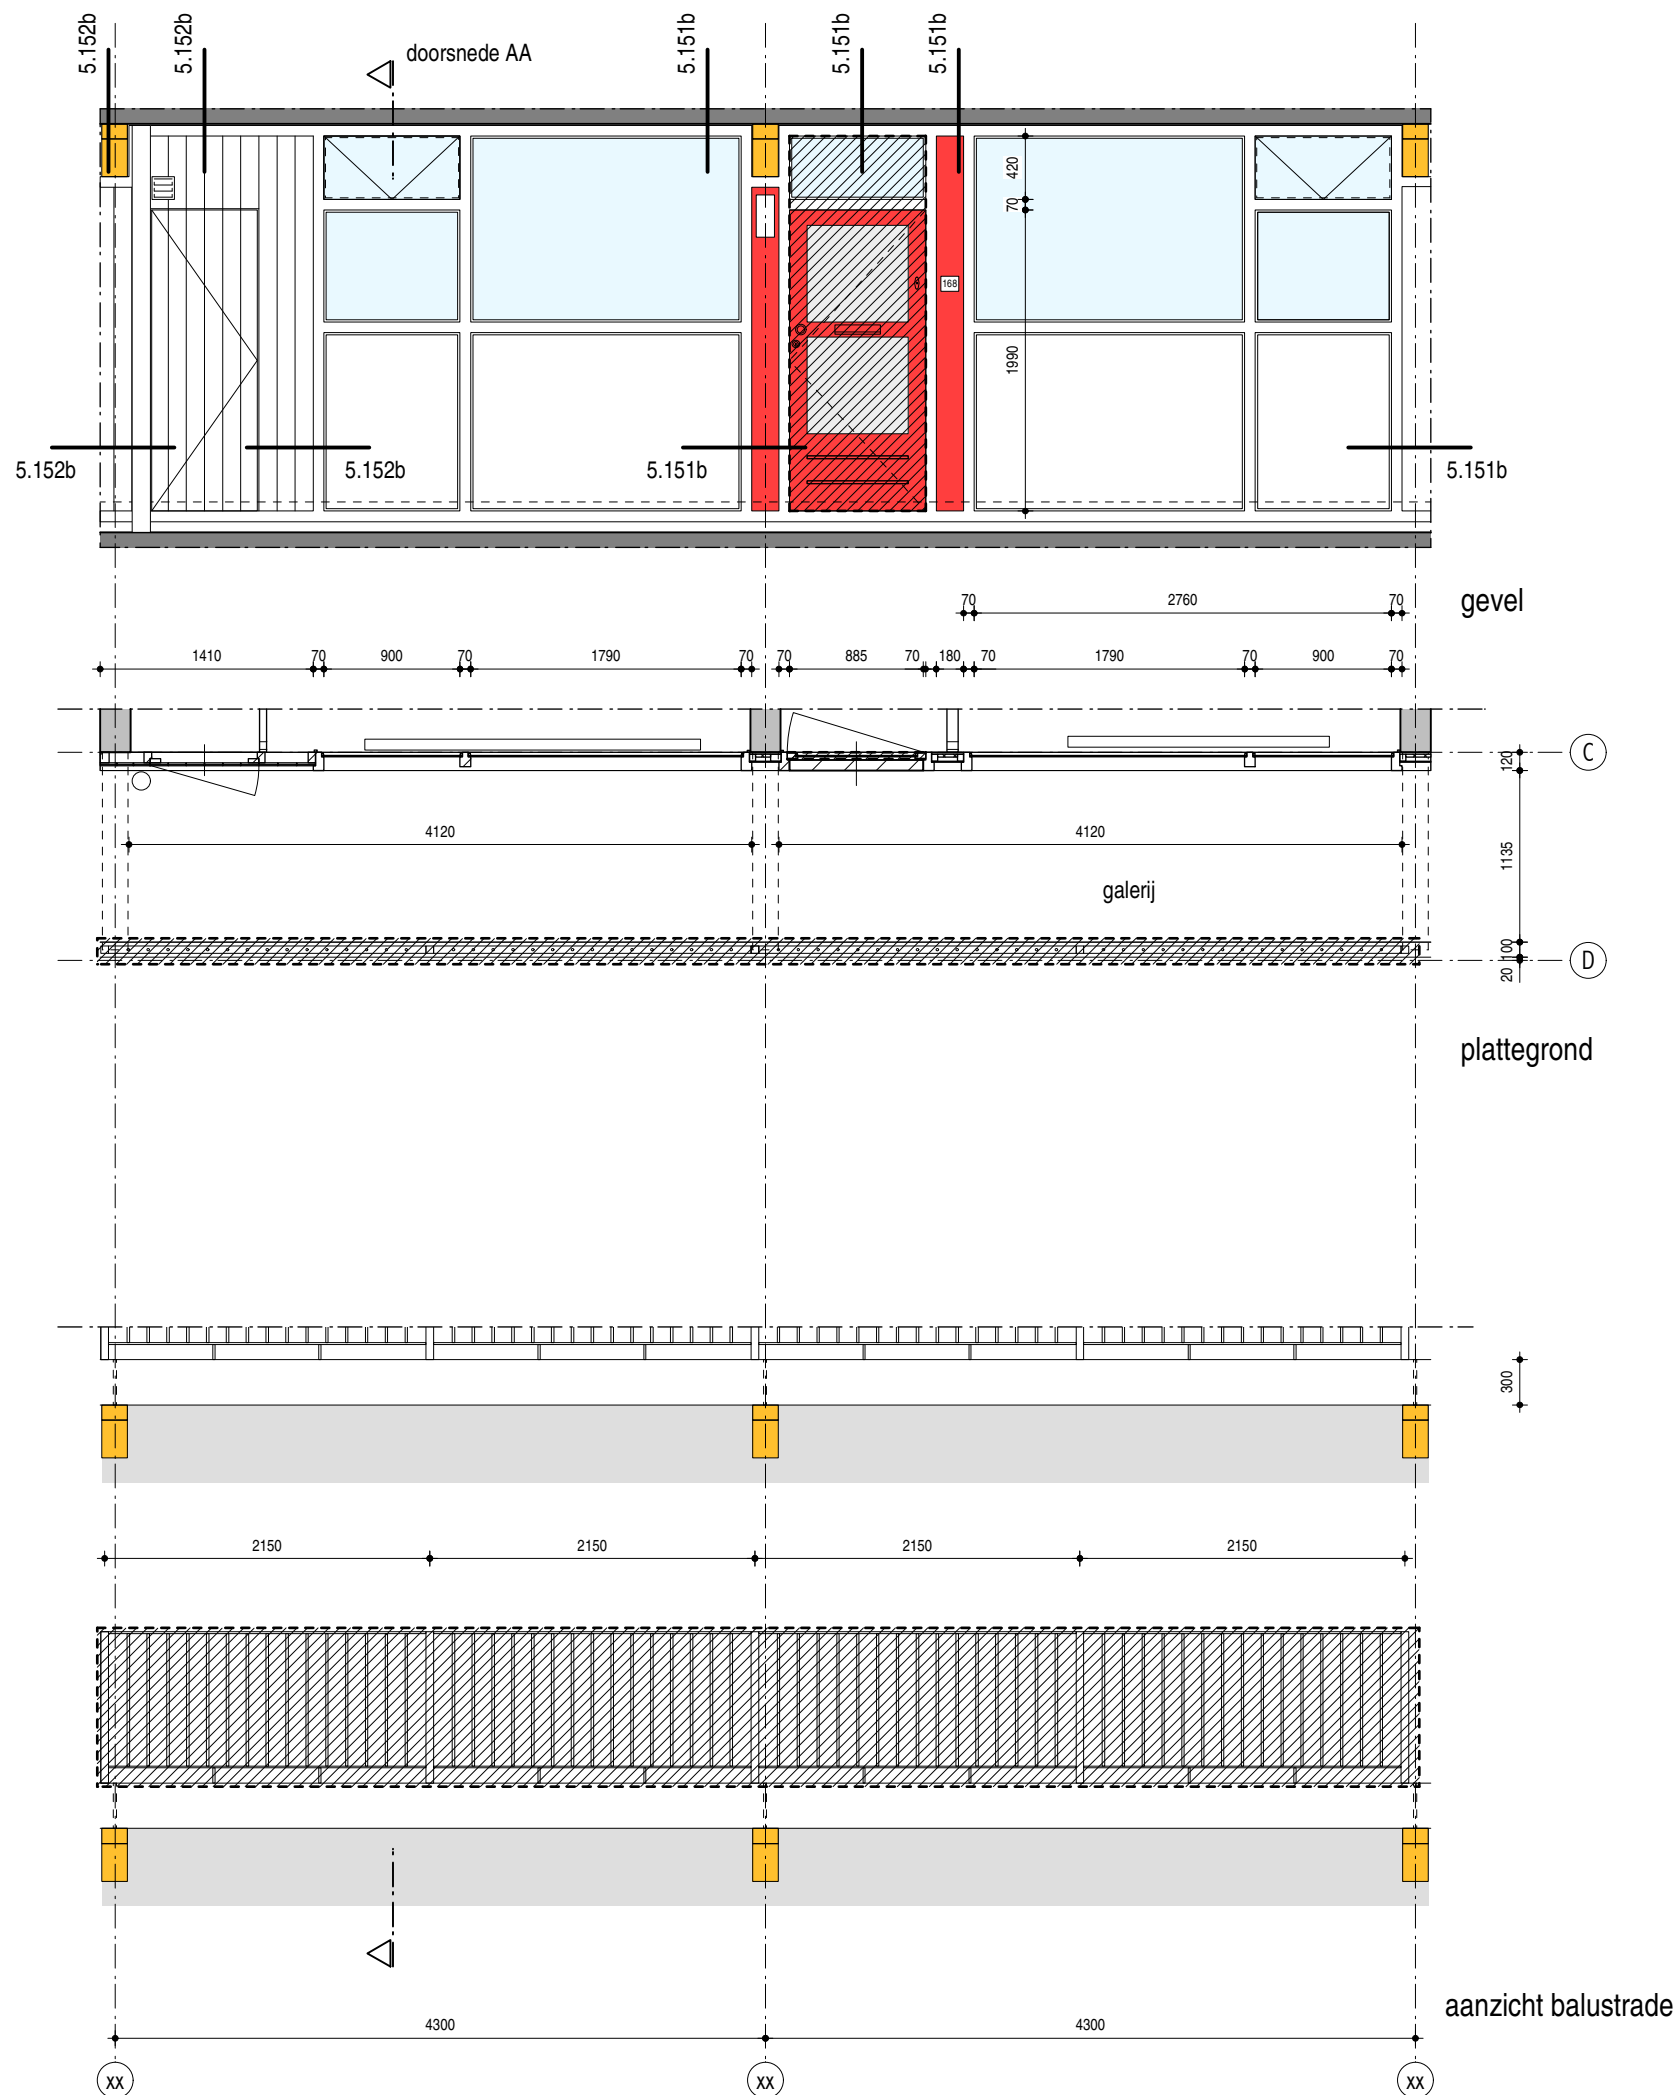 5.152b 5.152b doorsnede AA 5.151b 5.151b 5.151b
420
70
168
1990
5.152b 5.152b 5.151b 5.151b
70 2760 70
gevel
1410 70 900 70 1790 70 70 885 70 180 70 1790 70 900 70
C
120
4120 4120
1135
galerij
100
D
20
plattegrond
300
2150 2150 2150 2150
aanzicht balustrade
4300 4300
xx xx xx